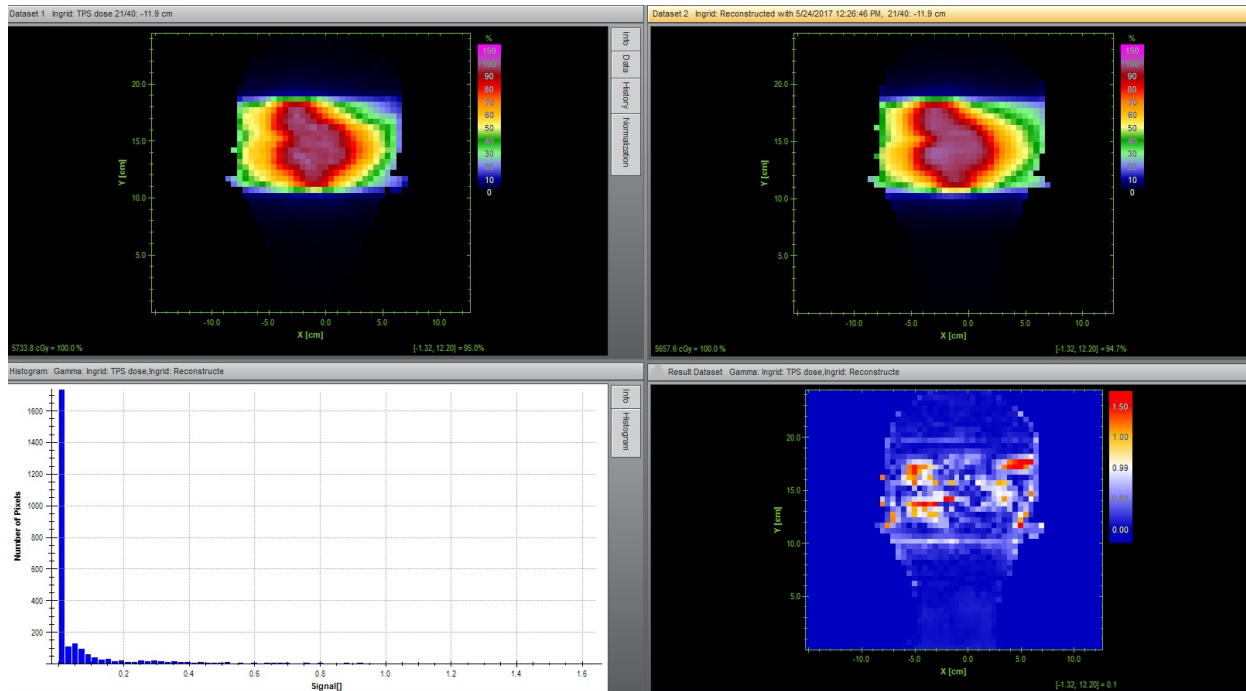 Dataset 1 Ingrid: TPS dose 21/40: -11.9 cm
%
150
100
90
80
70
60
50
40
30
20
10
0
20.0
15.0
10.0
5.0
Y [cm]
-10.0 -5.0 0.0 5.0 10.0
X [cm]
5733.8 cGy = 100.0 % [-1.32, 12.20] = 95.0%
Info
Data
History
Normalization
Dataset 2 Ingrid: Reconstructed with 5/24/2017 12:26:46 PM, 21/40: -11.9 cm
%
150
100
90
80
70
60
50
40
30
20
10
0
20.0
15.0
10.0
5.0
Y [cm]
-10.0 -5.0 0.0 5.0 10.0
X [cm]
5657.6 cGy = 100.0 % [-1.32, 12.20] = 94.7%
Histogram: Gamma: Ingrid: TPS dose,Ingrid: Reconstructe
Number of Pixels
1600
1400
1200
1000
800
600
400
200
0.2 0.4 0.6 0.8 1.0 1.2 1.4 1.6
Signal[]
Info
Histogram
Result Dataset Gamma: Ingrid: TPS dose,Ingrid: Reconstructe
1.50
1.00
0.99
0.00
20.0
15.0
10.0
5.0
Y [cm]
-10.0 -5.0 0.0 5.0 10.0
X [cm]
[-1.32, 12.20] = 0.1